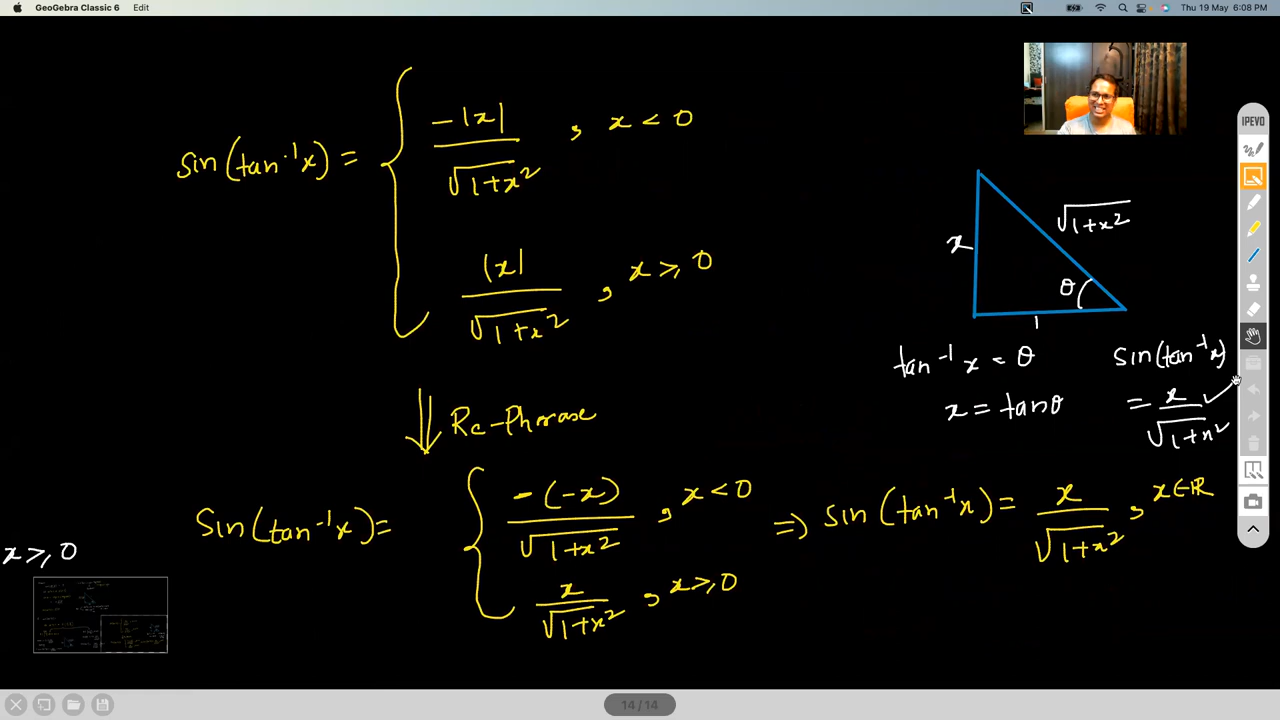 GeoGebra Classic 6 Edit Thu 19 May 6:08 PM
IPEVO
sin(tan⁻¹x) = { -|x| / √(1+x²) , x < 0
|x| / √(1+x²) , x ≥ 0
⇓ Re-Phrase
Sin(tan⁻¹x) = { -(-x) / √(1+x²) , x < 0
x / √(1+x²) , x ≥ 0
⇒ sin(tan⁻¹x) = x / √(1+x²) , x∈ℝ
x
√(1+x²)
θ
1
tan⁻¹x = θ
x = tanθ
sin(tan⁻¹x)
= x / √(1+x²) ✓
x ≥ 0
14 / 14